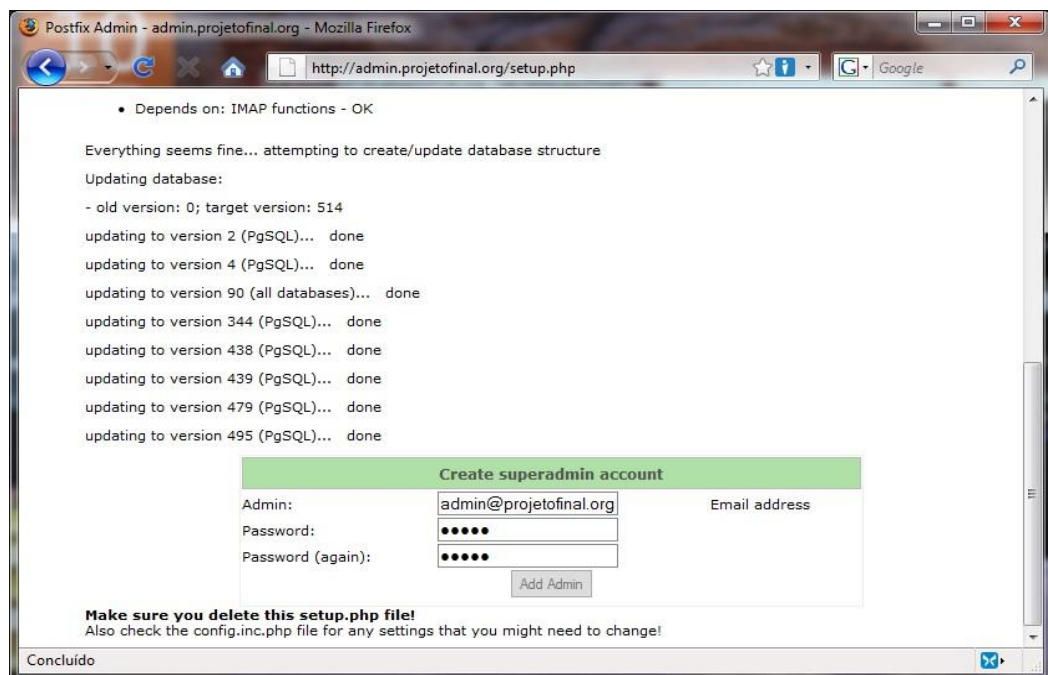 Postfix Admin - admin.projetofinal.org - Mozilla Firefox
http://admin.projetofinal.org/setup.php
G
Google
• Depends on: IMAP functions - OK
Everything seems fine... attempting to create/update database structure
Updating database:
- old version: 0; target version: 514
updating to version 2 (PgSQL)... done
updating to version 4 (PgSQL)... done
updating to version 90 (all databases)... done
updating to version 344 (PgSQL)... done
updating to version 438 (PgSQL)... done
updating to version 439 (PgSQL)... done
updating to version 479 (PgSQL)... done
updating to version 495 (PgSQL)... done
Create superadmin account
Admin: admin@projetofinal.org Email address
Password: •••••
Password (again): •••••
Add Admin
Make sure you delete this setup.php file!
Also check the config.inc.php file for any settings that you might need to change!
Concluído